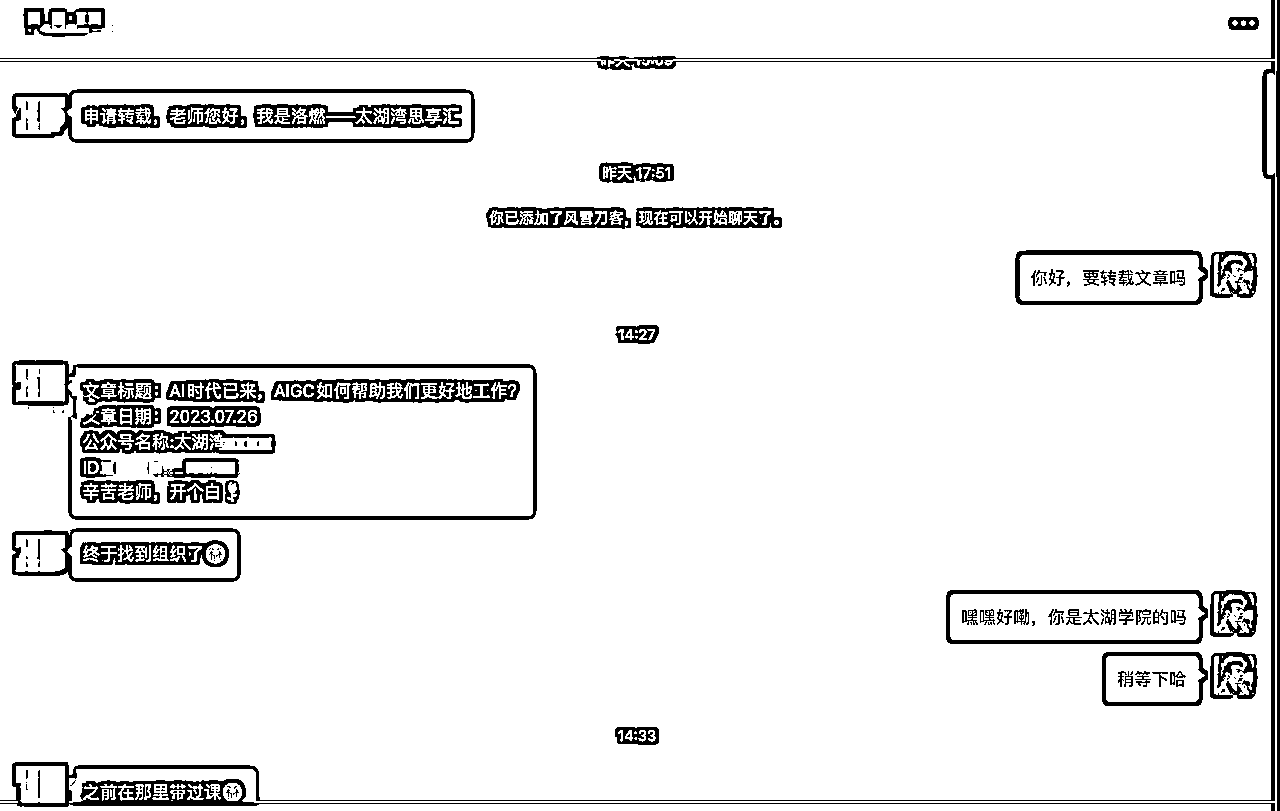 昨天 15:09
申请转载，老师您好，我是洛燃——太湖湾思享汇
昨天 17:51
你已添加了风雪刀客，现在可以开始聊天了。
你好，要转载文章吗
14:27
文章标题：AI时代已来，AIGC如何帮助我们更好地工作？
文章日期：2023.07.26
公众号名称:太湖湾
ID
辛苦老师，开个白
终于找到组织了
嘿嘿好嘞，你是太湖学院的吗
稍等下哈
14:33
之前在那里带过课